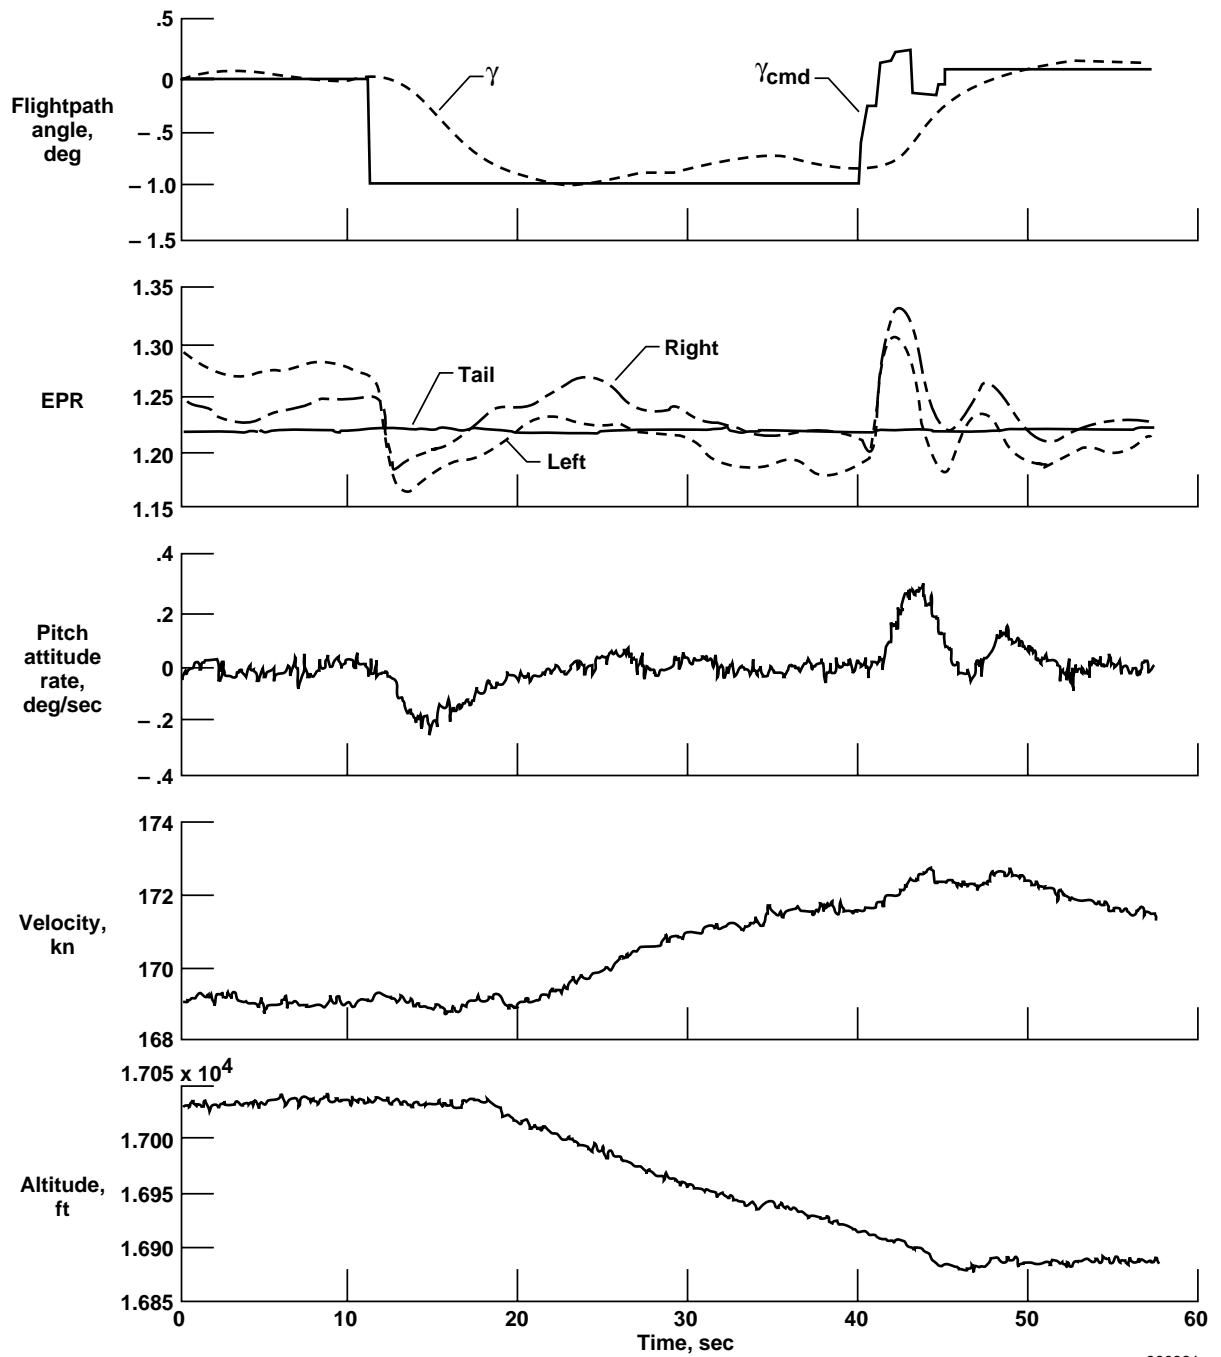 .5
0
– .5
– 1.0
– 1.5
Flightpath
angle,
deg
γ
γcmd
1.35
1.30
1.25
1.20
1.15
EPR
Right
Tail
Left
.4
.2
0
– .2
– .4
Pitch
attitude
rate,
deg/sec
174
172
170
168
Velocity,
kn
1.705 x 10⁴
1.700
1.695
1.690
1.685
Altitude,
ft
0 10 20 30 40 50 60
Time, sec